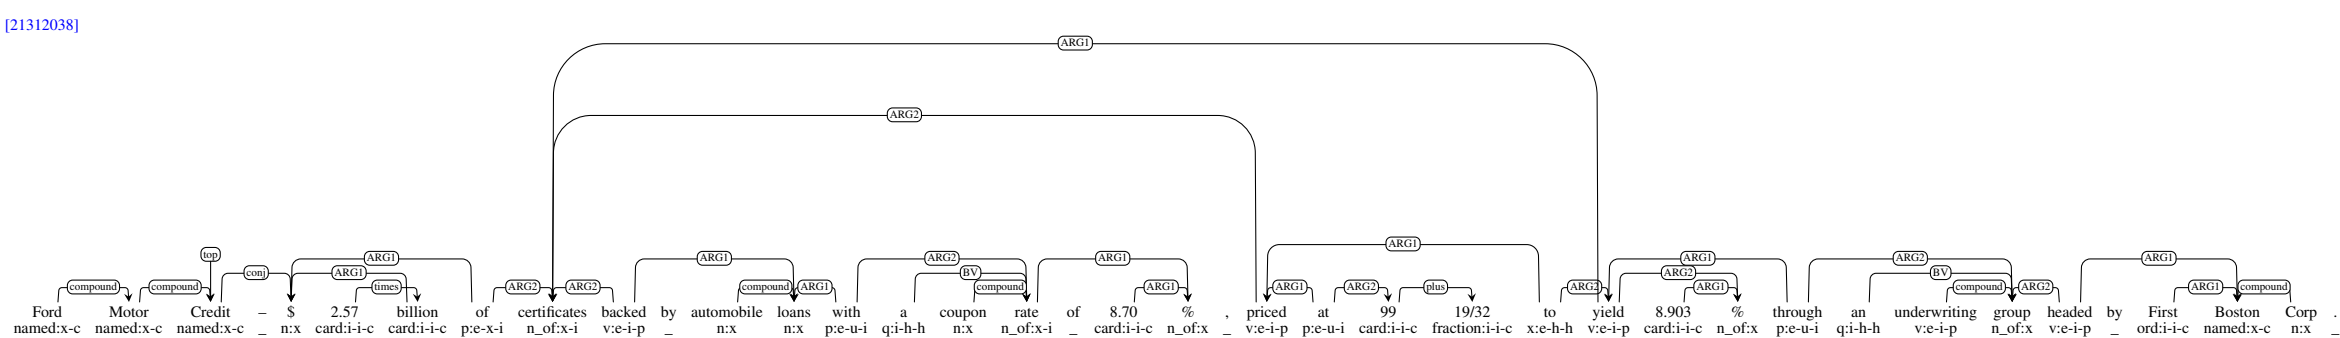 [21312038]
ARG1
ARG2
ARG1
top ARG1 ARG1 ARG2 ARG1 ARG1 ARG2 ARG1
conj ARG1 BV ARG2 BV
compound compound times ARG2 ARG2 compound ARG1 compound ARG1 ARG1 ARG2 plus ARG2 ARG1 compound ARG2 ARG1 compound
Ford Motor Credit – $ 2.57 billion of certificates backed by automobile loans with a coupon rate of 8.70 % , priced at 99 19/32 to yield 8.903 % through an underwriting group headed by First Boston Corp .
named:x-c named:x-c named:x-c _ n:x card:i-i-c card:i-i-c p:e-x-i n_of:x-i v:e-i-p _ n:x n:x p:e-u-i q:i-h-h n:x n_of:x-i _ card:i-i-c n_of:x _ v:e-i-p p:e-u-i card:i-i-c fraction:i-i-c x:e-h-h v:e-i-p card:i-i-c n_of:x p:e-u-i q:i-h-h v:e-i-p n_of:x v:e-i-p _ ord:i-i-c named:x-c n:x _